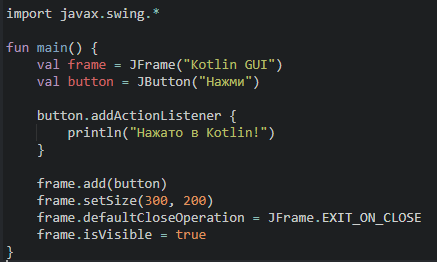 import javax.swing.*

fun main() {
    val frame = JFrame("Kotlin GUI")
    val button = JButton("Нажми")

    button.addActionListener {
        println("Нажато в Kotlin!")
    }

    frame.add(button)
    frame.setSize(300, 200)
    frame.defaultCloseOperation = JFrame.EXIT_ON_CLOSE
    frame.isVisible = true
}